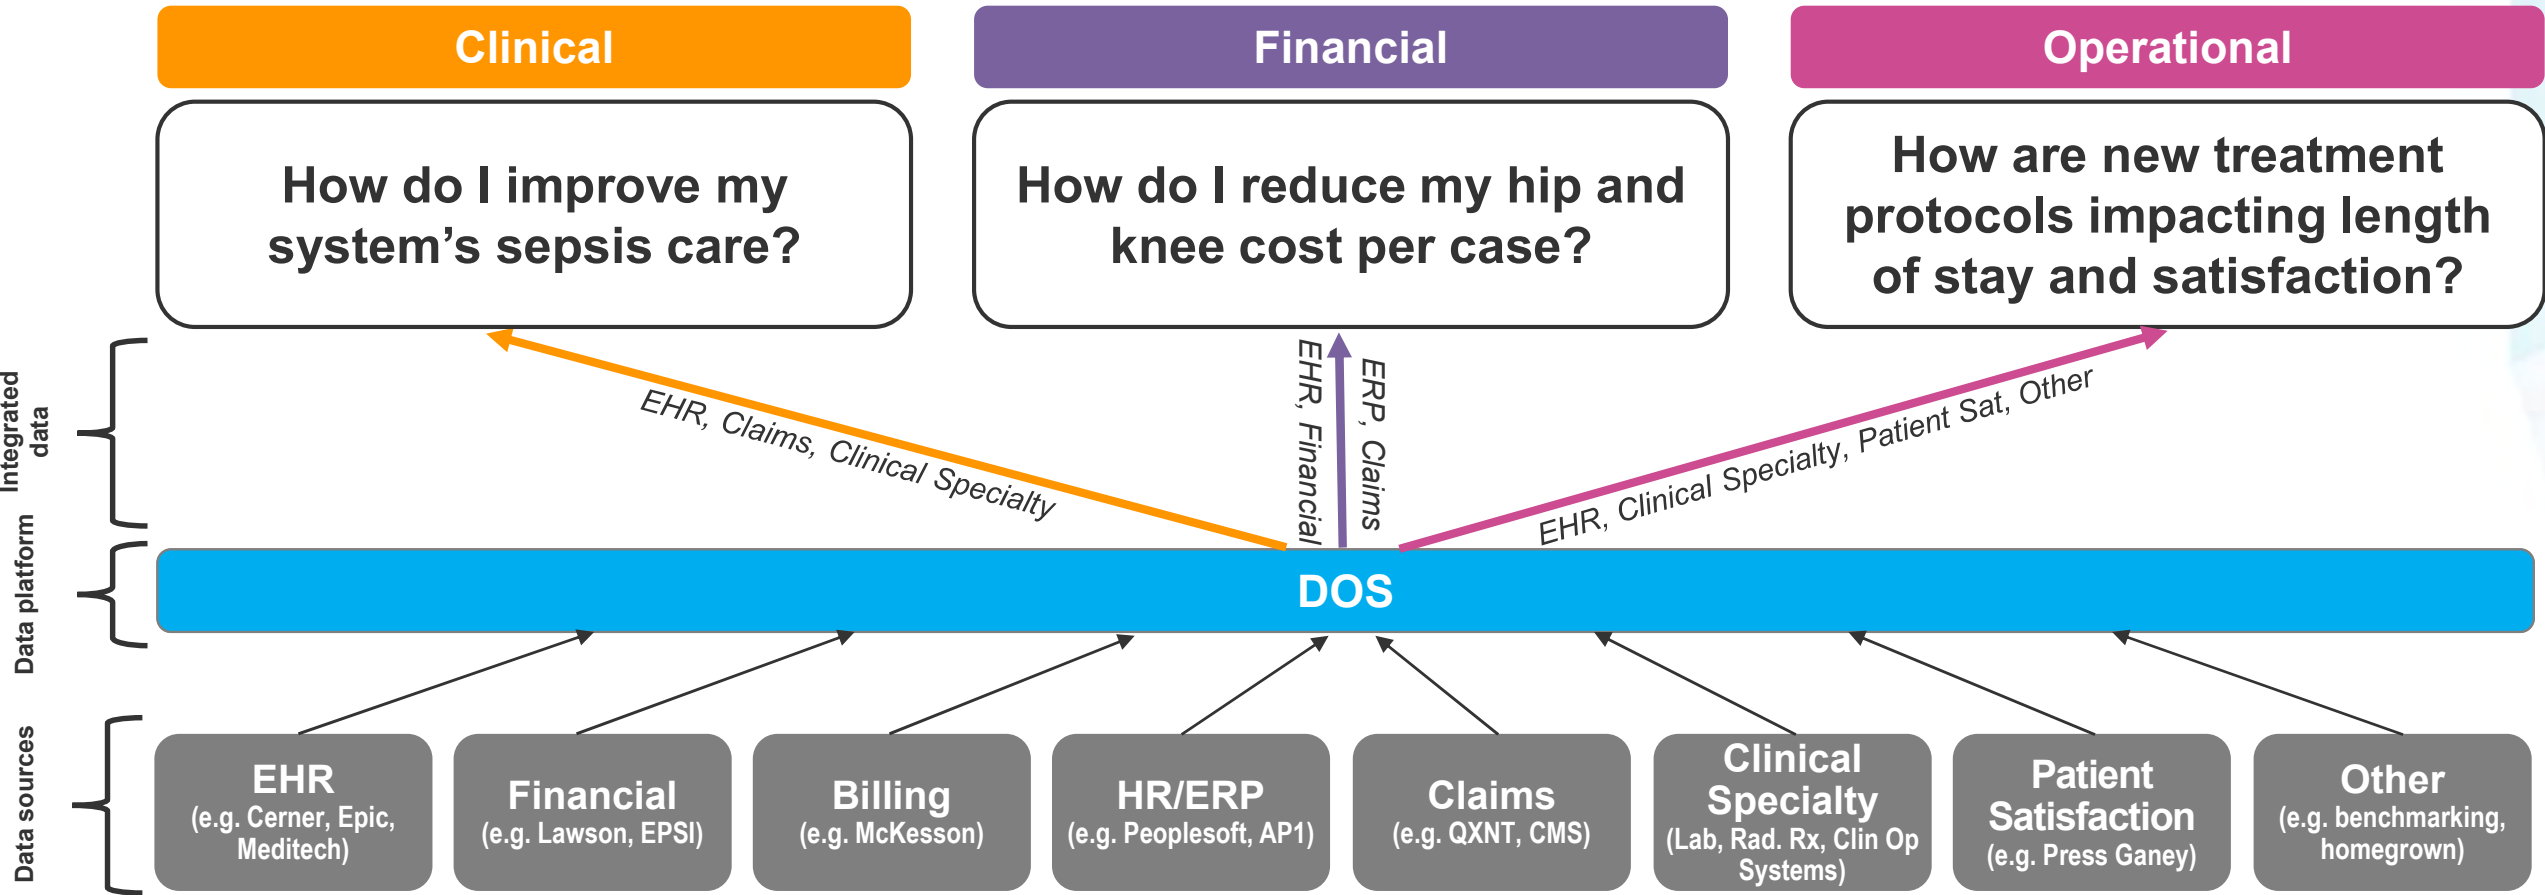 Clinical
Financial
Operational
How do I improve my
system’s sepsis care?
How do I reduce my hip and
knee cost per case?
How are new treatment
protocols impacting length
of stay and satisfaction?
Integrated
data
EHR, Claims, Clinical Specialty
ERP, Claims
EHR, Financial
EHR, Clinical Specialty, Patient Sat, Other
Data platform
DOS
Data sources
EHR
(e.g. Cerner, Epic,
Meditech)
Financial
(e.g. Lawson, EPSI)
Billing
(e.g. McKesson)
HR/ERP
(e.g. Peoplesoft, AP1)
Claims
(e.g. QXNT, CMS)
Clinical
Specialty
(Lab, Rad. Rx, Clin Op
Systems)
Patient
Satisfaction
(e.g. Press Ganey)
Other
(e.g. benchmarking,
homegrown)